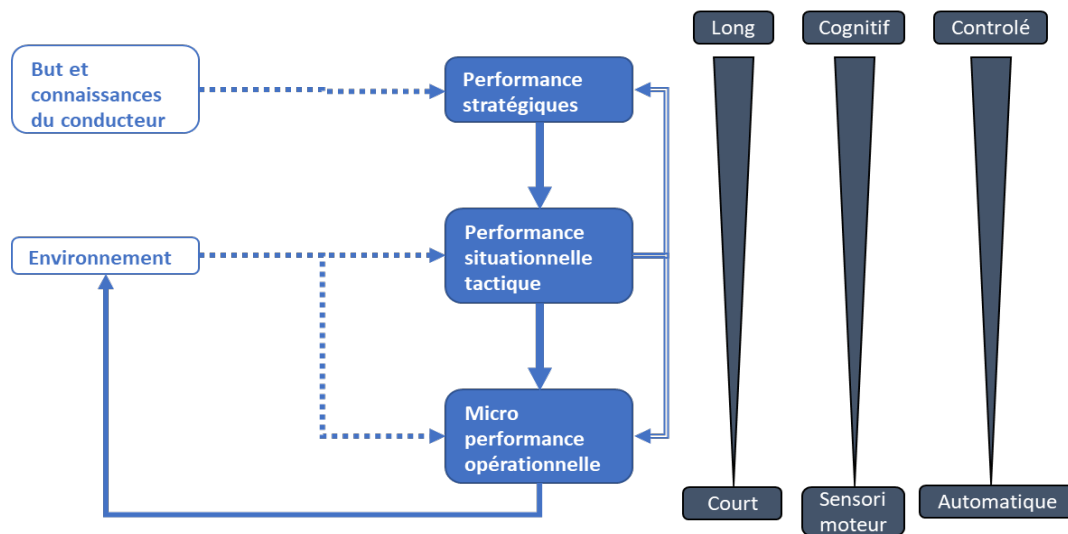 But et
connaissances
du conducteur
Performance
stratégiques
Environnement
Performance
situationnelle
tactique
Micro
performance
opérationnelle
Long
Cognitif
Controlé
Court
Sensori
moteur
Automatique